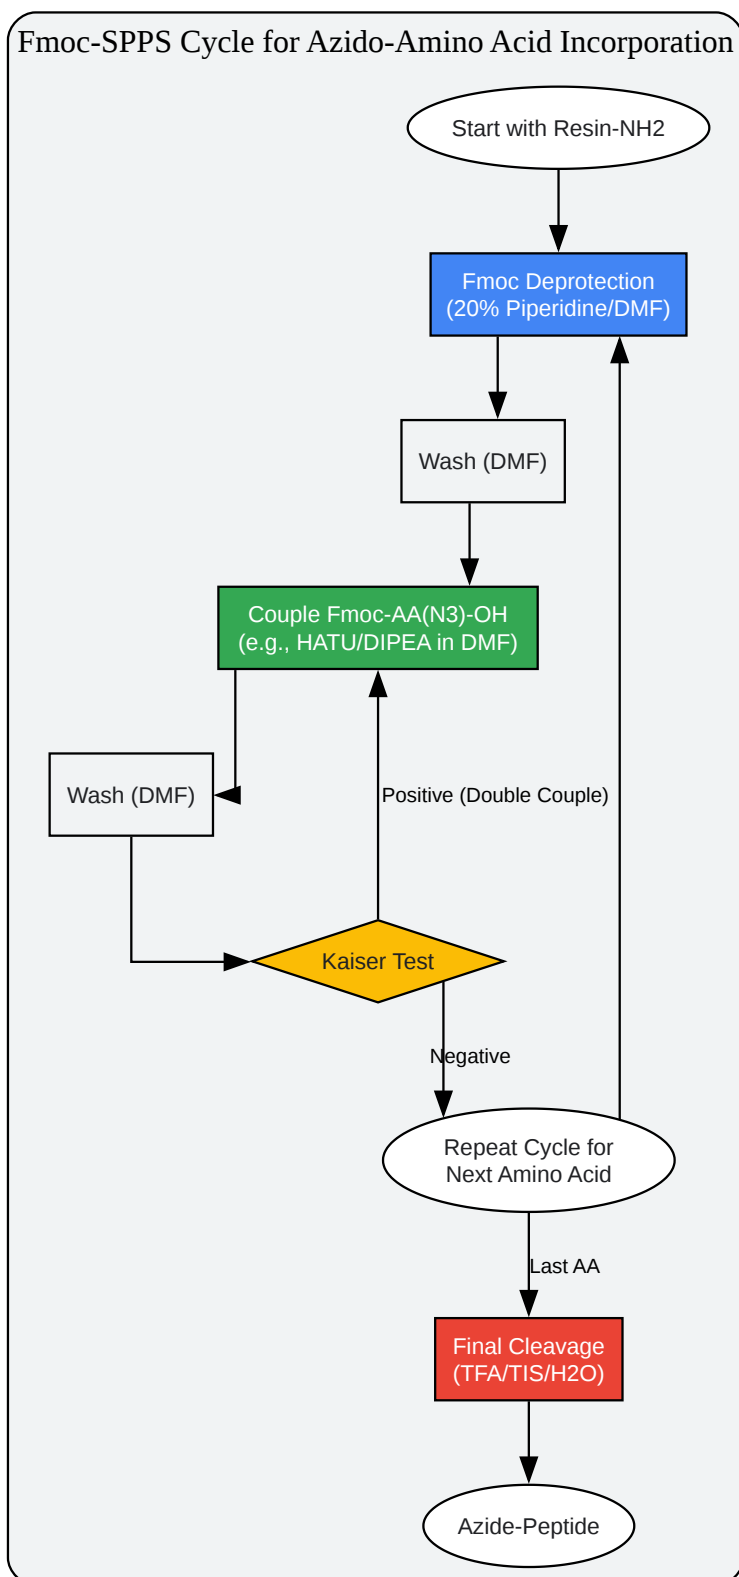 Fmoc-SPPS Cycle for Azido-Amino Acid Incorporation
Start with Resin-NH2
Fmoc Deprotection
(20% Piperidine/DMF)
Wash (DMF)
Couple Fmoc-AA(N3)-OH
(e.g., HATU/DIPEA in DMF)
Wash (DMF)
Positive (Double Couple)
Kaiser Test
Negative
Repeat Cycle for
Next Amino Acid
Last AA
Final Cleavage
(TFA/TIS/H2O)
Azide-Peptide